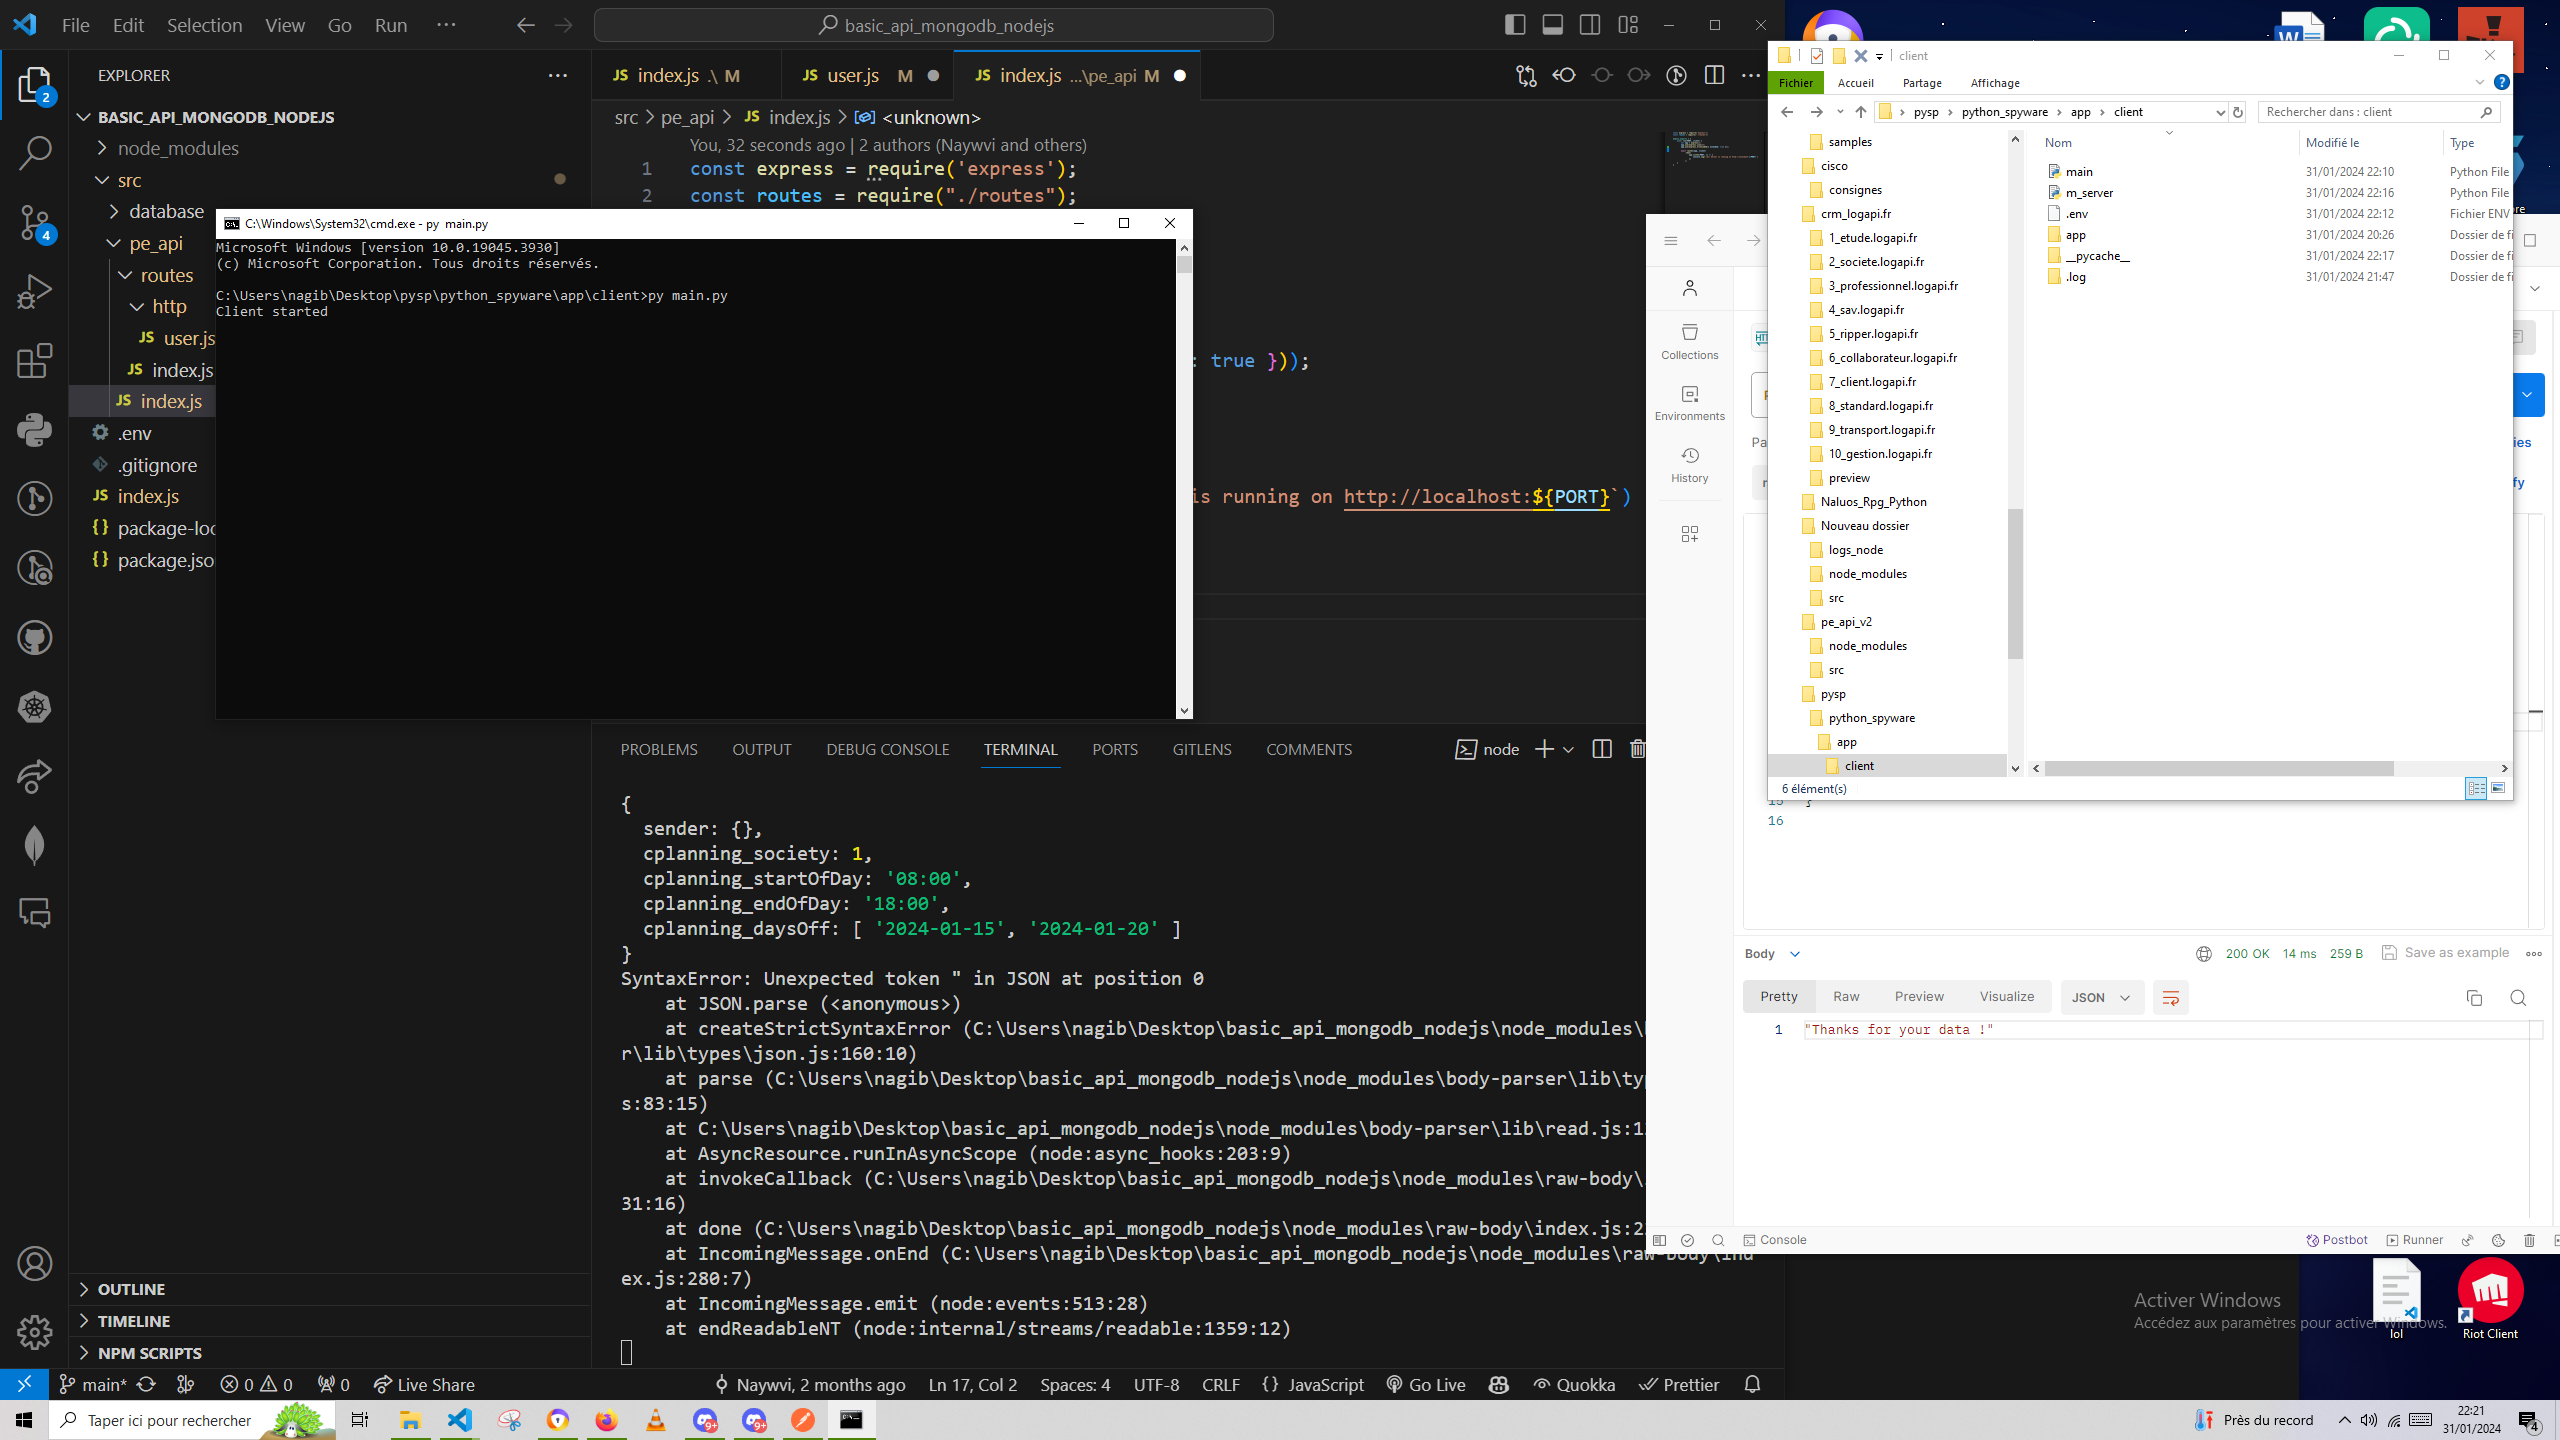 File Edit Selection View Go Run ···
basic_api_mongodb_nodejs
EXPLORER
BASIC_API_MONGODB_NODEJS
node_modules
src
database
pe_api
routes
http
JS user.js
JS index.js
JS index.js
.env
.gitignore
JS index.js
{} package-loc
{} package.jso
OUTLINE
TIMELINE
NPM SCRIPTS
JS index.js .\ M
JS user.js M
JS index.js ...\pe_api M
src > pe_api > JS index.js > <unknown>
You, 32 seconds ago | 2 authors (Naywvi and others)
1 const express = require('express');
2 const routes = require("./routes");
: true }));
is running on http://localhost:${PORT}`)
C:\Windows\System32\cmd.exe - py main.py
Microsoft Windows [version 10.0.19045.3930]
(c) Microsoft Corporation. Tous droits réservés.
C:\Users\nagib\Desktop\pysp\python_spyware\app\client>py main.py
Client started
PROBLEMS OUTPUT DEBUG CONSOLE TERMINAL PORTS GITLENS COMMENTS
node
{
sender: {},
cplanning_society: 1,
cplanning_startOfDay: '08:00',
cplanning_endOfDay: '18:00',
cplanning_daysOff: [ '2024-01-15', '2024-01-20' ]
}
SyntaxError: Unexpected token " in JSON at position 0
at JSON.parse (<anonymous>)
at createStrictSyntaxError (C:\Users\nagib\Desktop\basic_api_mongodb_nodejs\node_modules\
r\lib\types\json.js:160:10)
at parse (C:\Users\nagib\Desktop\basic_api_mongodb_nodejs\node_modules\body-parser\lib\typ
s:83:15)
at C:\Users\nagib\Desktop\basic_api_mongodb_nodejs\node_modules\body-parser\lib\read.js:12
at AsyncResource.runInAsyncScope (node:async_hooks:203:9)
at invokeCallback (C:\Users\nagib\Desktop\basic_api_mongodb_nodejs\node_modules\raw-body\
31:16)
at done (C:\Users\nagib\Desktop\basic_api_mongodb_nodejs\node_modules\raw-body\index.js:2
at IncomingMessage.onEnd (C:\Users\nagib\Desktop\basic_api_mongodb_nodejs\node_modules\raw-body\ind
ex.js:280:7)
at IncomingMessage.emit (node:events:513:28)
at endReadableNT (node:internal/streams/readable:1359:12)
client
Fichier Accueil Partage Affichage
pysp > python_spyware > app > client
Rechercher dans : client
samples
cisco
consignes
crm_logapi.fr
1_etude.logapi.fr
2_societe.logapi.fr
3_professionnel.logapi.fr
4_sav.logapi.fr
5_ripper.logapi.fr
6_collaborateur.logapi.fr
7_client.logapi.fr
8_standard.logapi.fr
9_transport.logapi.fr
10_gestion.logapi.fr
preview
Naluos_Rpg_Python
Nouveau dossier
logs_node
node_modules
src
pe_api_v2
node_modules
src
pysp
python_spyware
app
client
Nom Modifié le Type
main 31/01/2024 22:10 Python File
m_server 31/01/2024 22:16 Python File
.env 31/01/2024 22:12 Fichier ENV
app 31/01/2024 20:26 Dossier de fi
__pycache__ 31/01/2024 22:17 Dossier de fi
.log 31/01/2024 21:47 Dossier de fi
6 élément(s)
Collections
Environments
History
Pa
ies
fy
15 }
16
Body 200 OK 14 ms 259 B Save as example
Pretty Raw Preview Visualize JSON
1 "Thanks for your data !"
Console
Postbot Runner
Activer Windows
Accédez aux paramètres pour activer Windows.
lol
Riot Client
main* 0 0 0 Live Share
Naywvi, 2 months ago Ln 17, Col 2 Spaces: 4 UTF-8 CRLF {} JavaScript Go Live Quokka Prettier
Taper ici pour rechercher
Près du record
22:21
31/01/2024